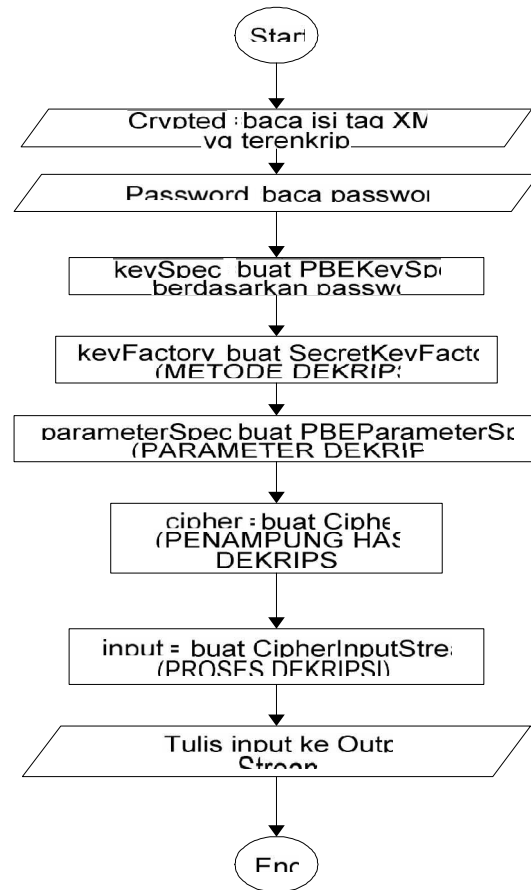 Start
Crypted = baca isi tag XM
yg terenkrip
Password baca passwor
keySpec buat PBEKeySpe
berdasarkan passwo
keyFactory buat SecretKeyFacto
(METODE DEKRIPS
parameterSpec buat PBEParameterSp
(PARAMETER DEKRIP
cipher = buat Ciphe
(PENAMPUNG HAS
DEKRIPS
input = buat CipherInputStrea
(PROSES DEKRIPSI)
Tulis input ke Outp
Stream
End